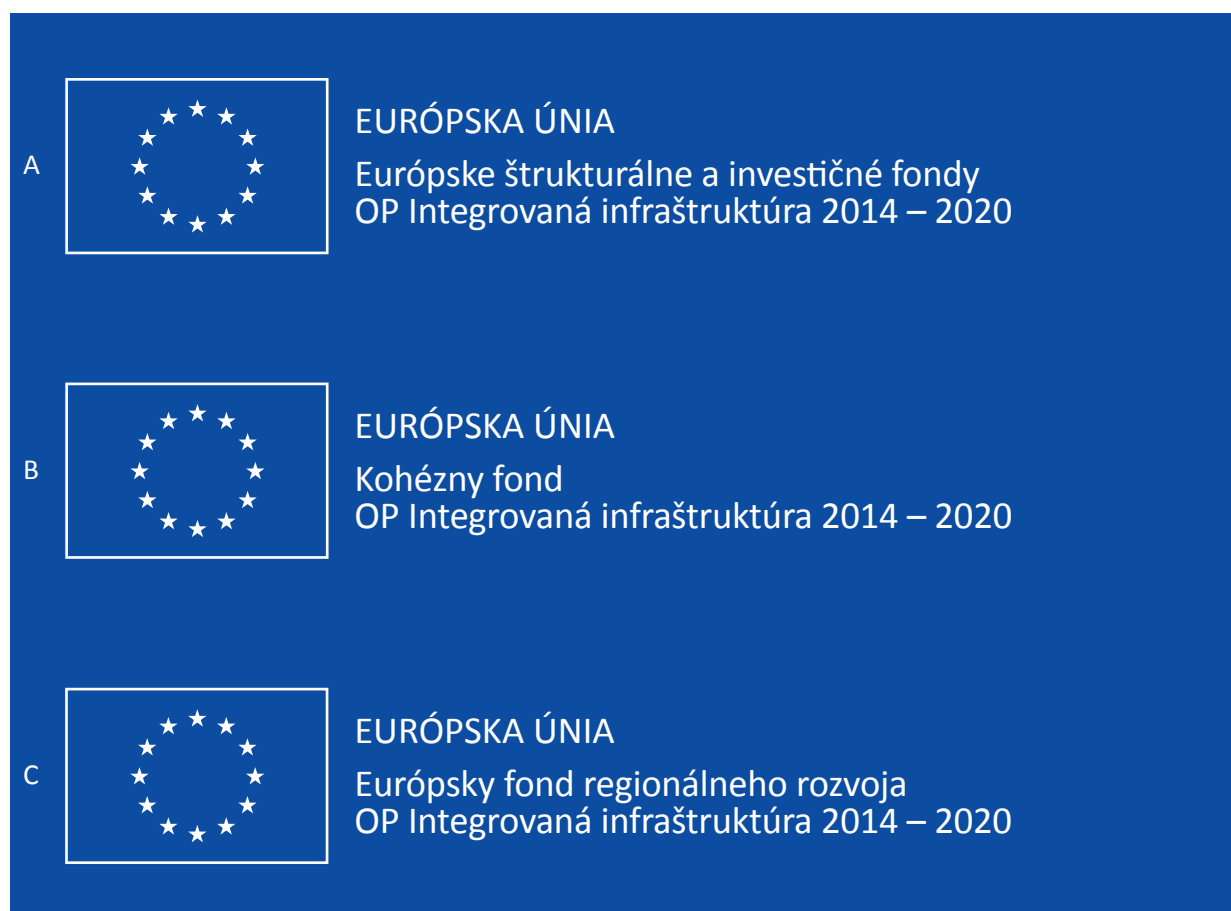 A
EURÓPSKA ÚNIA
Európske štrukturálne a investičné fondy
OP Integrovaná infraštruktúra 2014 – 2020
B
EURÓPSKA ÚNIA
Kohézny fond
OP Integrovaná infraštruktúra 2014 – 2020
C
EURÓPSKA ÚNIA
Európsky fond regionálneho rozvoja
OP Integrovaná infraštruktúra 2014 – 2020